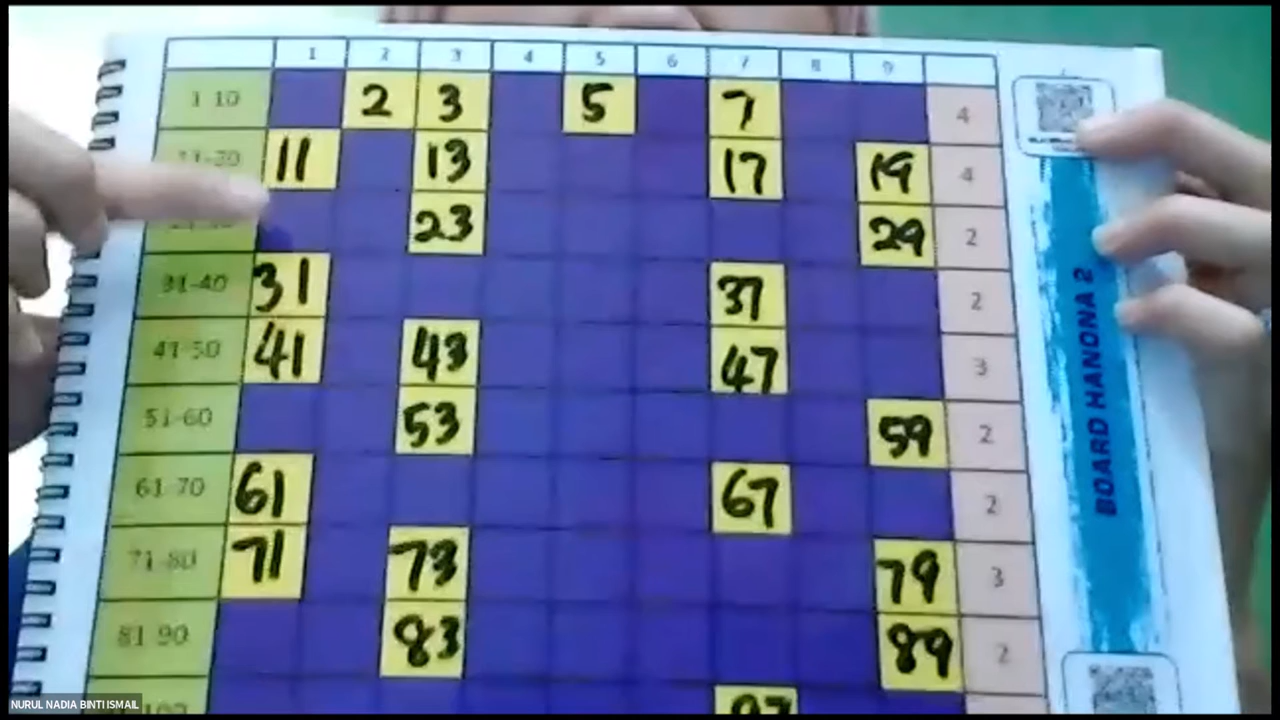 1 2 3 4 5 6 7 8 9
1-10 2 3 5 7 4
11-20 11 13 17 19 4
23 29 2
31-40 31 37 2
41-50 41 43 47 3
51-60 53 59 2
61-70 61 67 2
71-80 71 73 79 3
81-90 83 89 2
97
BOARD HANONA 2
NURUL NADIA BINTI ISMAIL